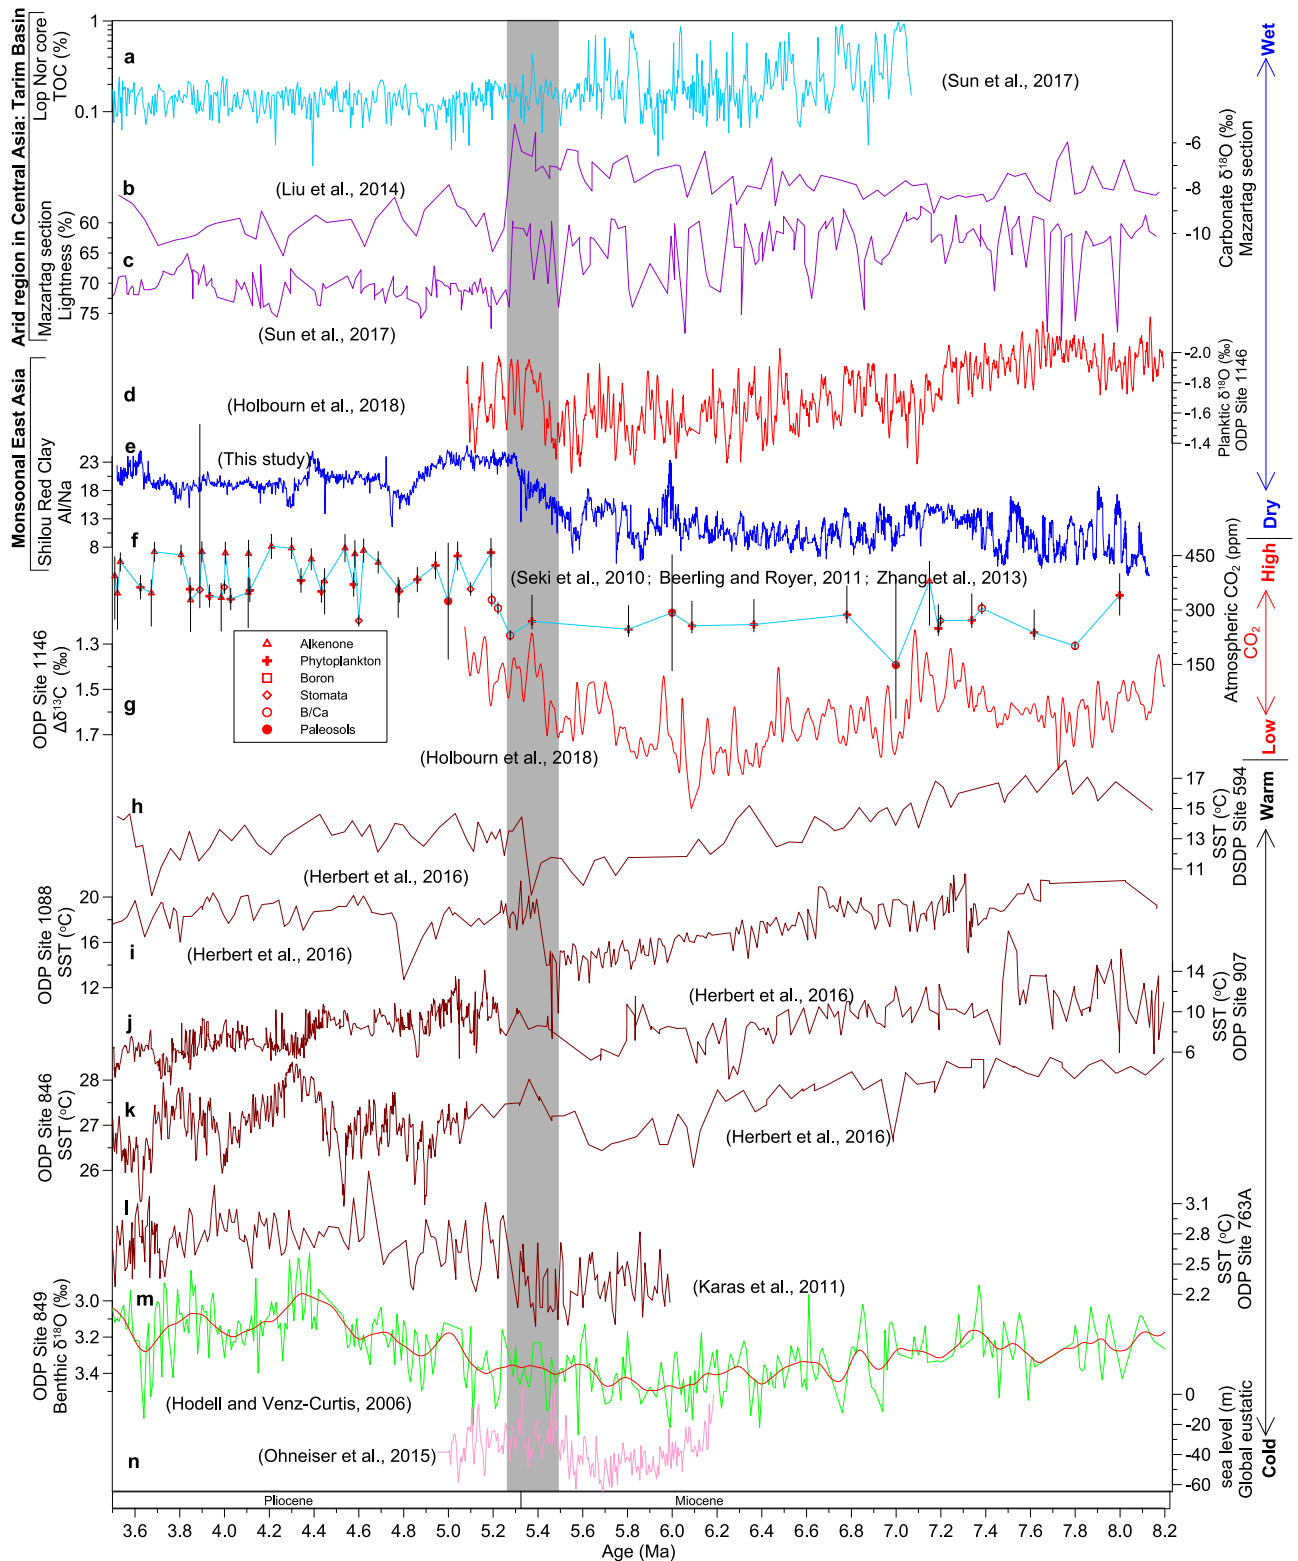 Arid region in Central Asia: Tarim Basin
Lop Nor core
TOC (%)
1
0.1
a
(Sun et al., 2017)
Wet
b
(Liu et al., 2014)
-6
-8
-10
Carbonate δ18O (‰)
Mazartag section
Mazartag section
Lightness (%)
60
65
70
75
c
(Sun et al., 2017)
Monsoonal East Asia
d
(Holbourn et al., 2018)
-2.0
-1.8
-1.6
-1.4
Planktic δ18O (‰)
ODP Site 1146
Shilou Red Clay
Al/Na
e
(This study)
23
18
13
8
Dry
f
(Seki et al., 2010; Beerling and Royer, 2011; Zhang et al., 2013)
450
300
150
Atmospheric CO2 (ppm)
High
CO2
Low
Alkenone
Phytoplankton
Boron
Stomata
B/Ca
Paleosols
ODP Site 1146
Δδ13C (‰)
1.3
1.5
1.7
g
(Holbourn et al., 2018)
h
(Herbert et al., 2016)
17
15
13
11
SST (oC)
DSDP Site 594
Warm
ODP Site 1088
SST (oC)
20
16
12
i
(Herbert et al., 2016)
j
(Herbert et al., 2016)
14
10
6
SST (oC)
ODP Site 907
ODP Site 846
SST (oC)
28
27
26
k
(Herbert et al., 2016)
l
(Karas et al., 2011)
3.1
2.8
2.5
2.2
SST (oC)
ODP Site 763A
ODP Site 849
Benthic δ18O (‰)
3.0
3.2
3.4
m
(Hodell and Venz-Curtis, 2006)
n
(Ohneiser et al., 2015)
0
-20
-40
-60
sea level (m)
Global eustatic
Cold
Pliocene
Miocene
3.6 3.8 4.0 4.2 4.4 4.6 4.8 5.0 5.2 5.4 5.6 5.8 6.0 6.2 6.4 6.6 6.8 7.0 7.2 7.4 7.6 7.8 8.0 8.2
Age (Ma)